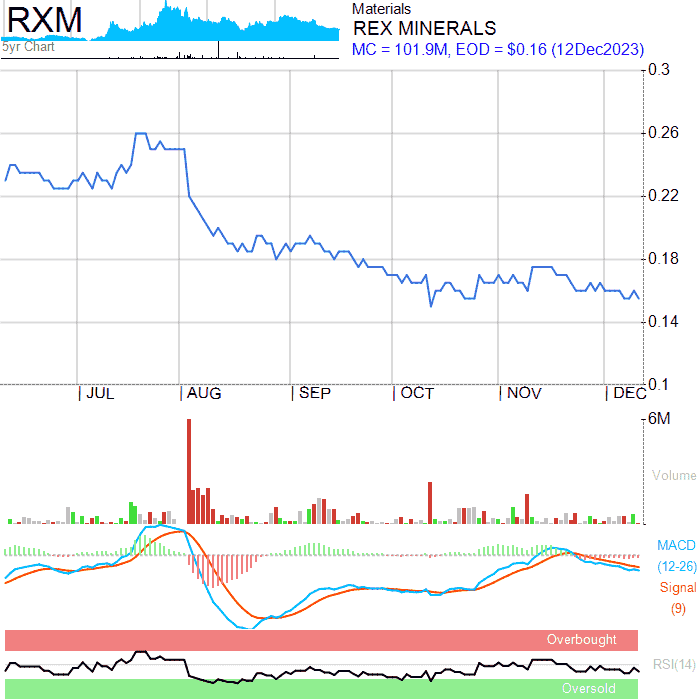 RXM
5yr Chart
Materials
REX MINERALS
MC = 101.9M, EOD = $0.16 (12Dec2023)
0.3
0.26
0.22
0.18
0.14
0.1
JUL AUG SEP OCT NOV DEC
6M
Volume
MACD
(12-26)
Signal
(9)
Overbought
RSI(14)
Oversold